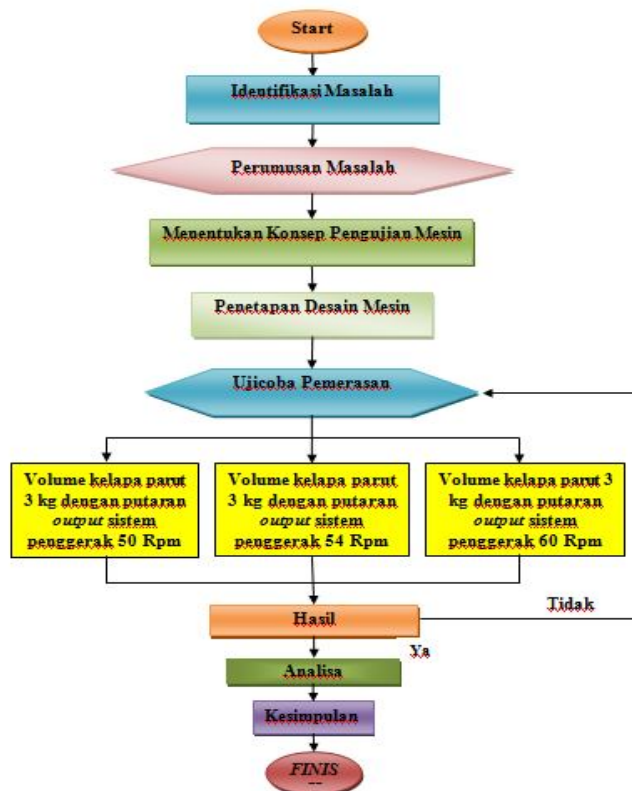 Start
Identifikasi Masalah
Perumusan Masalah
Menentukan Konsep Pengujian Mesin
Penetapan Desain Mesin
Ujicoba Pemerasan
Volume kelapa parut
3 kg dengan putaran
output sistem
penggerak 50 Rpm
Volume kelapa parut
3 kg dengan putaran
output sistem
penggerak 54 Rpm
Volume kelapa parut 3
kg dengan putaran
output sistem
penggerak 60 Rpm
Tidak
Hasil
Ya
Analisa
Kesimpulan
FINIS